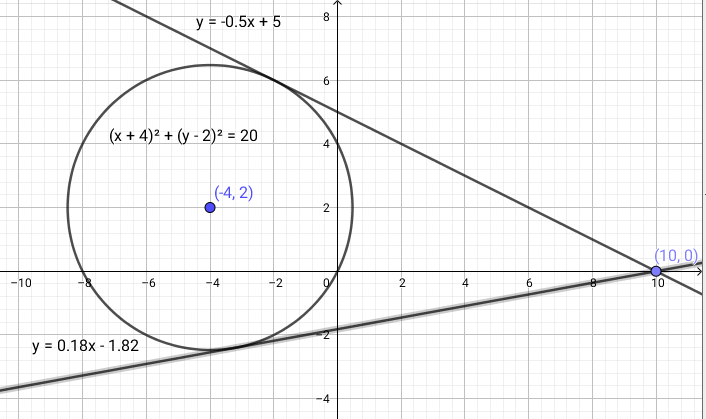 y = -0.5x + 5
8
6
(x + 4)² + (y - 2)² = 20
4
(-4, 2)
2
(10, 0)
−10 −8 −6 −4 −2 0 2 4 6 8 10
−2
y = 0.18x - 1.82
−4